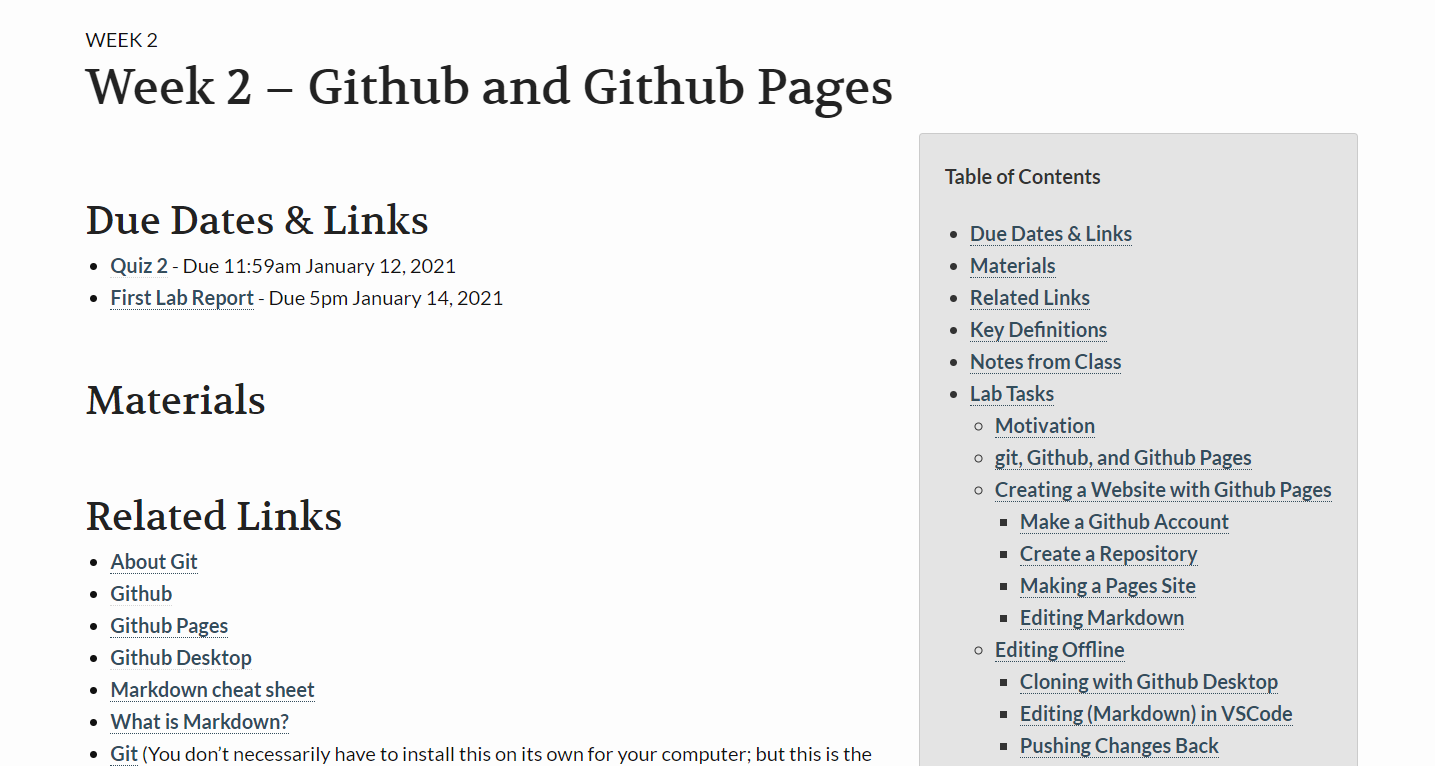 WEEK 2
Week 2 – Github and Github Pages
Due Dates & Links
Quiz 2 - Due 11:59am January 12, 2021
First Lab Report - Due 5pm January 14, 2021
Materials
Related Links
About Git
Github
Github Pages
Github Desktop
Markdown cheat sheet
What is Markdown?
Git (You don’t necessarily have to install this on its own for your computer; but this is the
Table of Contents
Due Dates & Links
Materials
Related Links
Key Definitions
Notes from Class
Lab Tasks
Motivation
git, Github, and Github Pages
Creating a Website with Github Pages
Make a Github Account
Create a Repository
Making a Pages Site
Editing Markdown
Editing Offline
Cloning with Github Desktop
Editing (Markdown) in VSCode
Pushing Changes Back